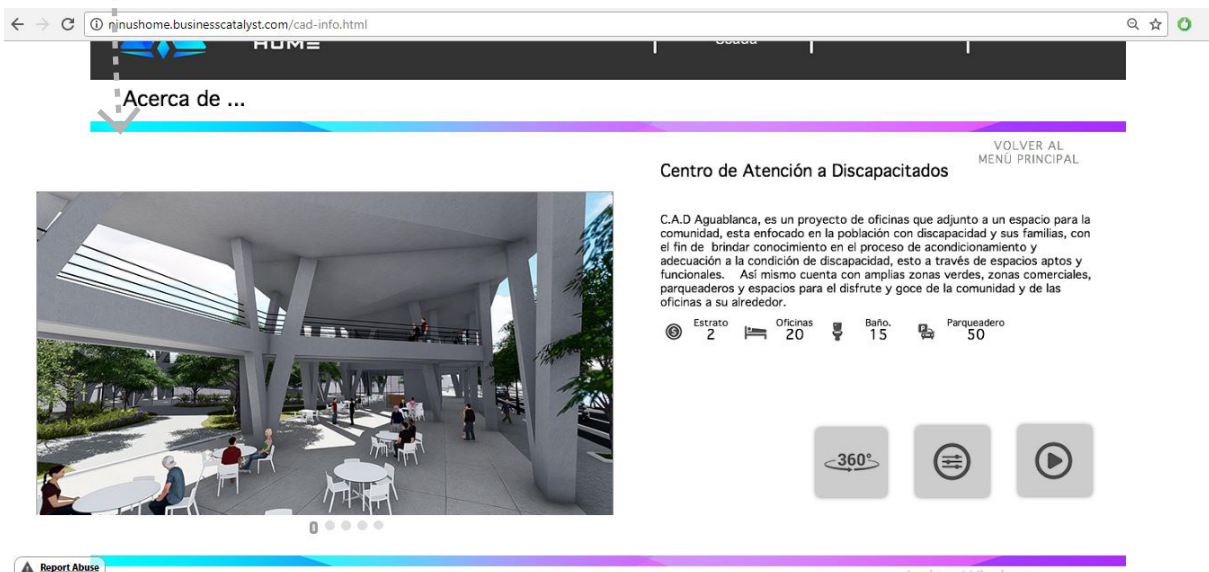 ninushome.businesscatalyst.com/cad-info.html
HOME
Usada
Acerca de ...
VOLVER AL
MENÚ PRINCIPAL
Centro de Atención a Discapacitados
C.A.D Aguablanca, es un proyecto de oficinas que adjunto a un espacio para la
comunidad, esta enfocado en la población con discapacidad y sus familias, con
el fin de brindar conocimiento en el proceso de acondicionamiento y
adecuación a la condición de discapacidad, esto a través de espacios aptos y
funcionales. Así mismo cuenta con amplias zonas verdes, zonas comerciales,
parqueaderos y espacios para el disfrute y goce de la comunidad y de las
oficinas a su alrededor.
Estrato Oficinas Baño. Parqueadero
2 20 15 50
360°
Report Abuse